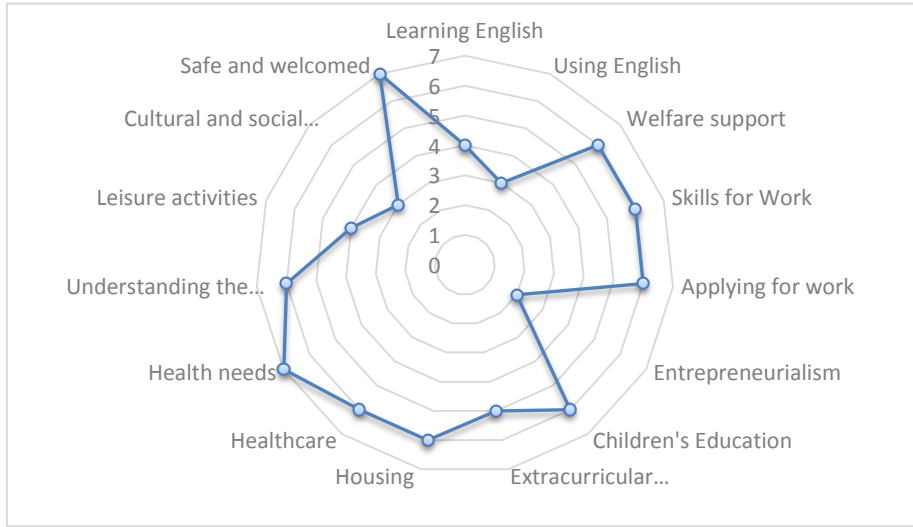 Learning English
Using English
Welfare support
Skills for Work
Applying for work
Entrepreneurialism
Children's Education
Extracurricular...
Housing
Healthcare
Health needs
Understanding the...
Leisure activities
Cultural and social...
Safe and welcomed
7
6
5
4
3
2
1
0